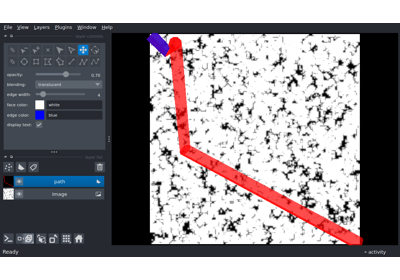 File View Layers Plugins Window Help
opacity: 0.70
blending: translucent
edge width:
face color: white
edge color: blue
display text:
path
Image
Ready
activity